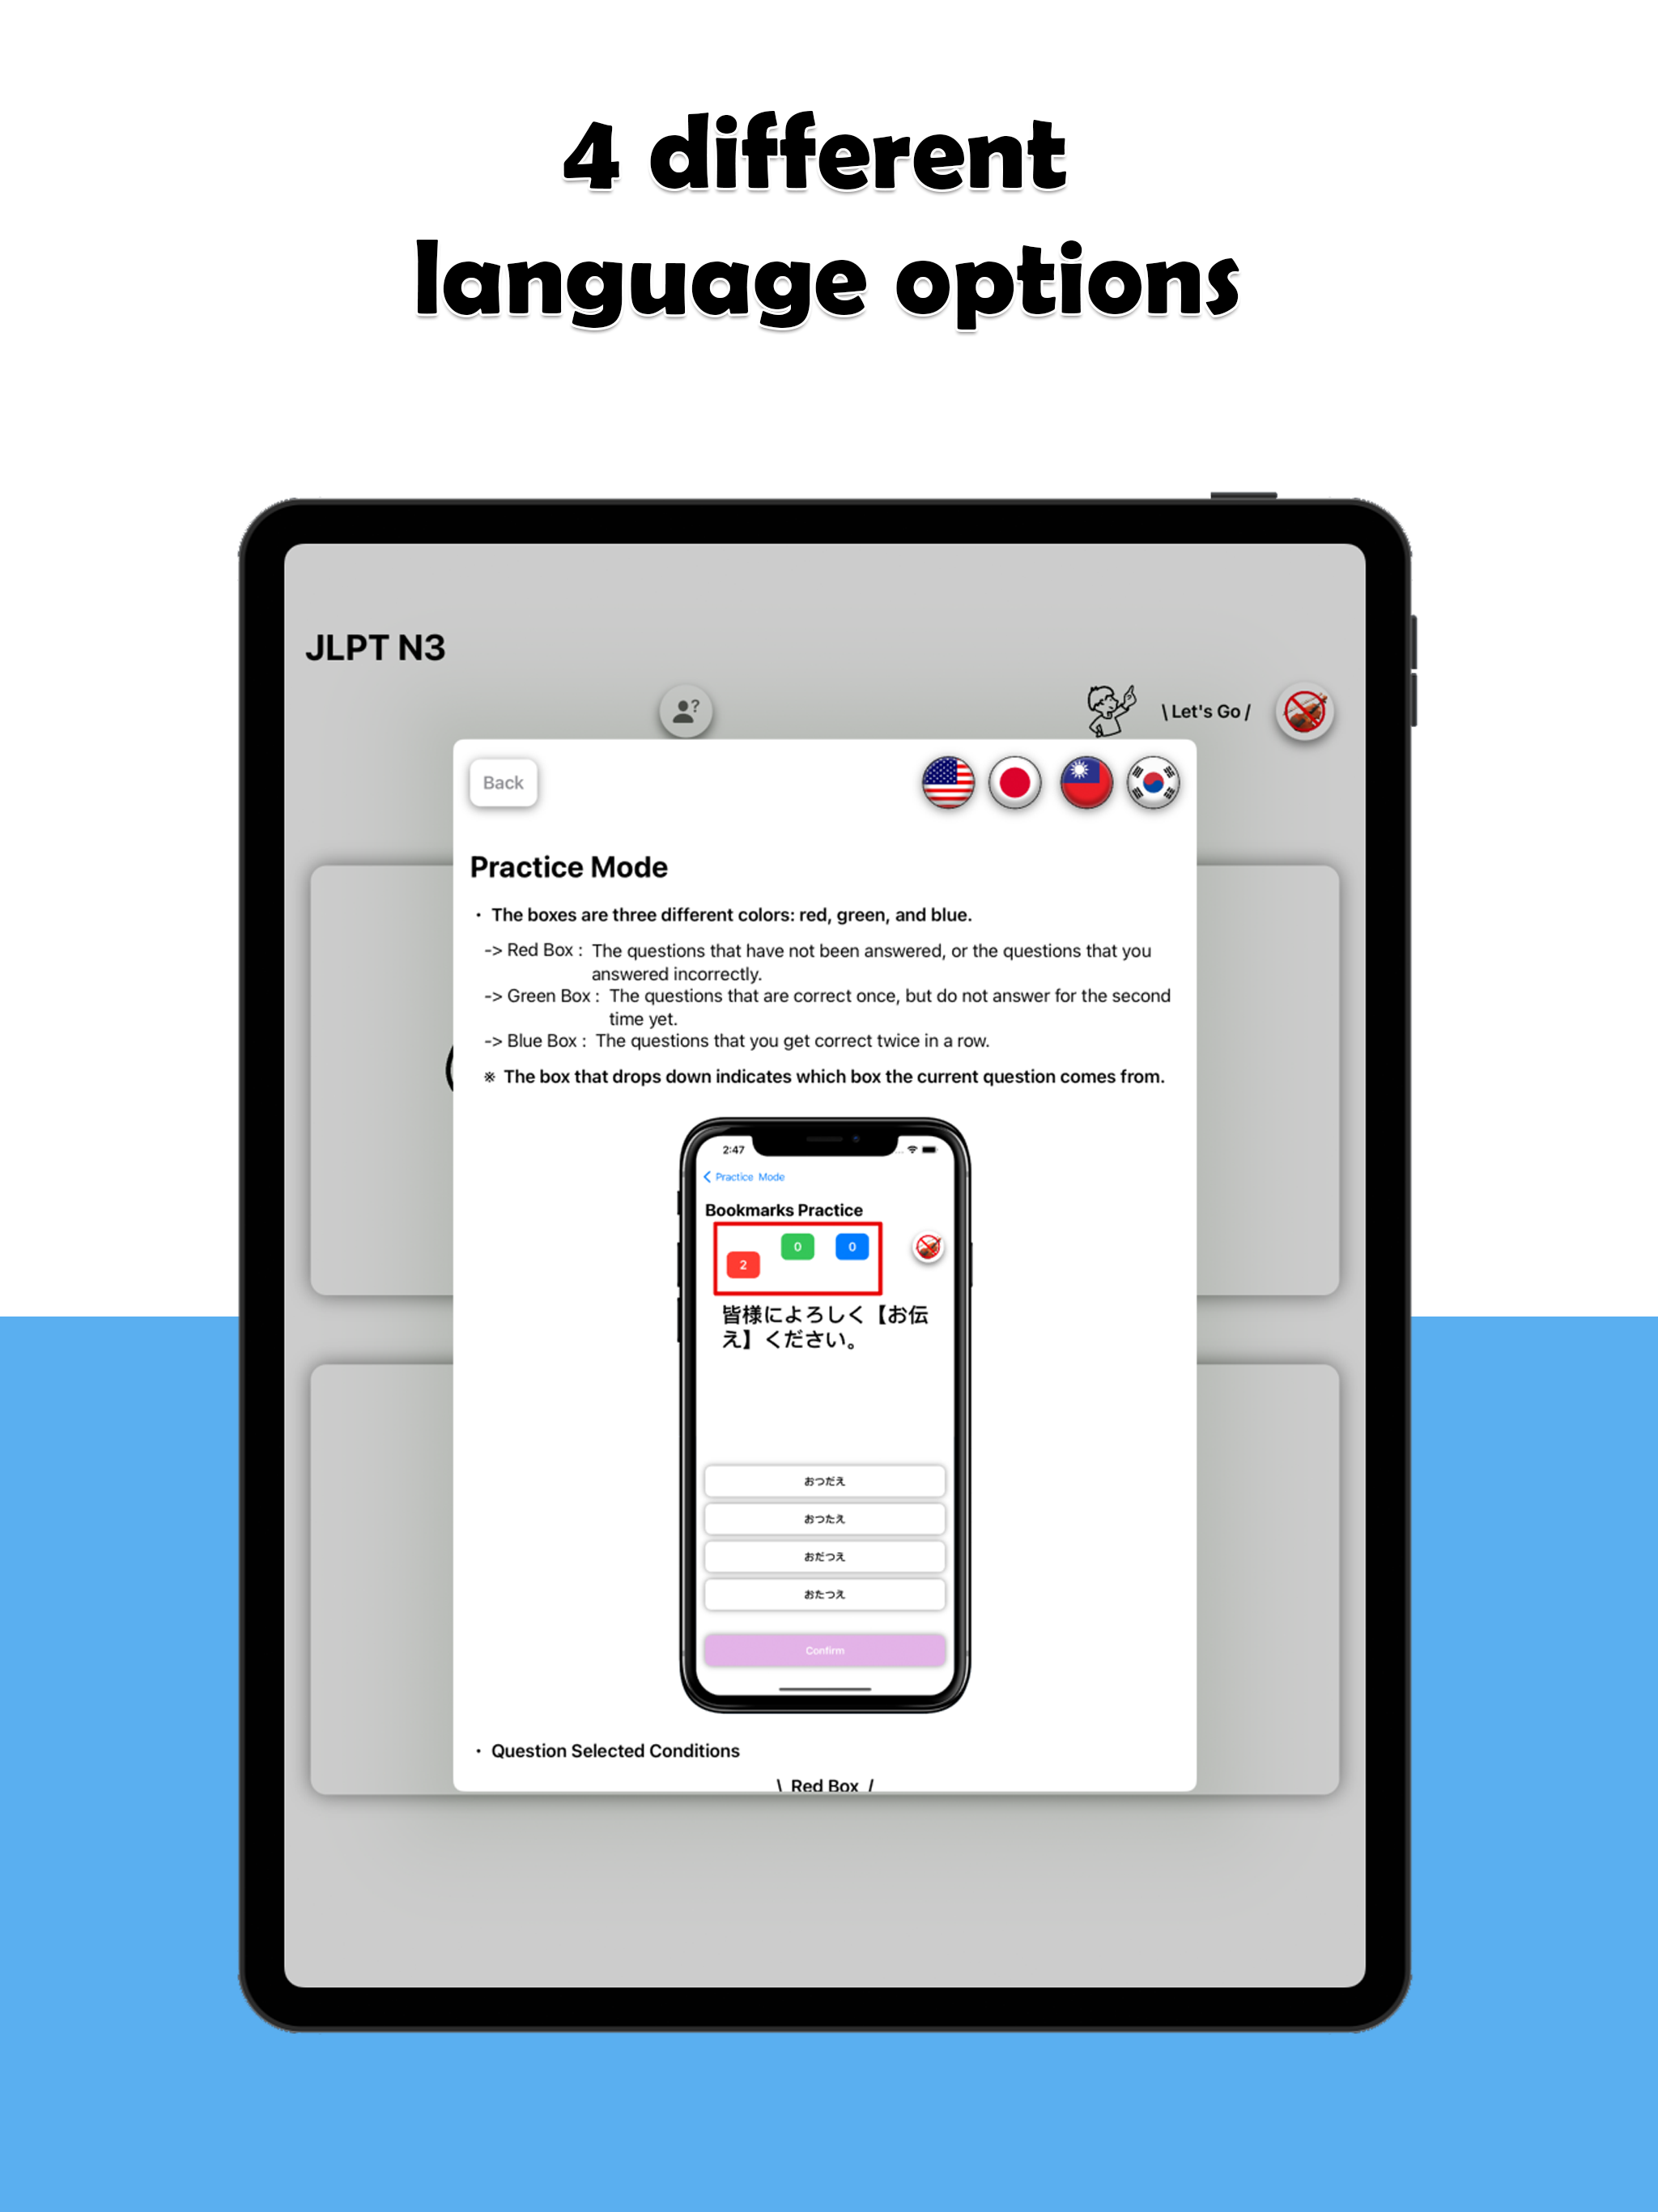 4 different
language options
JLPT N3
?
\ Let's Go /
Back
Practice Mode
・ The boxes are three different colors: red, green, and blue.
-> Red Box : The questions that have not been answered, or the questions that you
answered incorrectly.
-> Green Box : The questions that are correct once, but do not answer for the second
time yet.
-> Blue Box : The questions that you get correct twice in a row.
※ The box that drops down indicates which box the current question comes from.
2:47
Practice Mode
Bookmarks Practice
2 0 0
皆様によろしく【お伝
え】ください。
おつだえ
おつたえ
おだつえ
おたつえ
Confirm
・ Question Selected Conditions
\ Red Box /